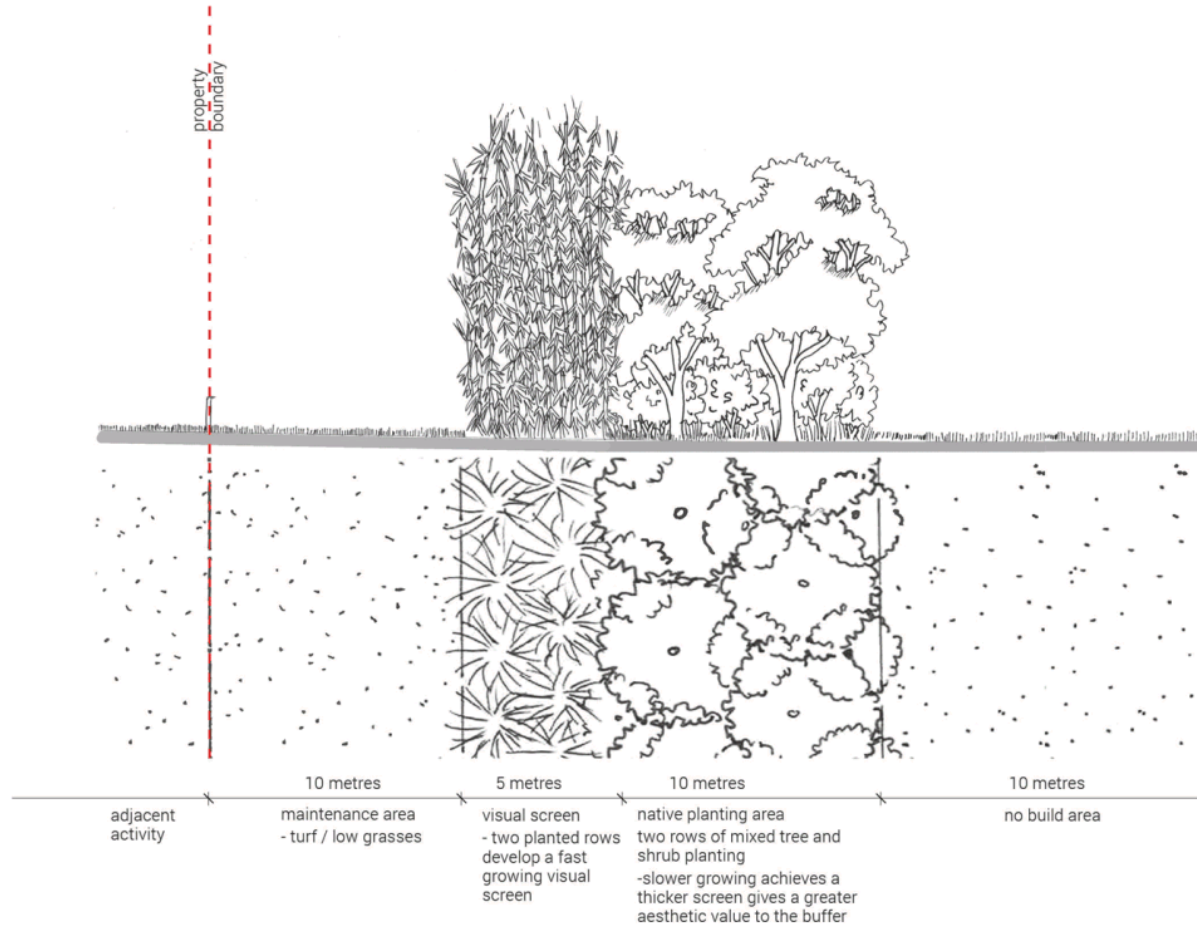 property
boundary
10 metres
5 metres
10 metres
10 metres
adjacent
activity
maintenance area
- turf / low grasses
visual screen
- two planted rows
develop a fast
growing visual
screen
native planting area
two rows of mixed tree and
shrub planting
-slower growing achieves a
thicker screen gives a greater
aesthetic value to the buffer
no build area